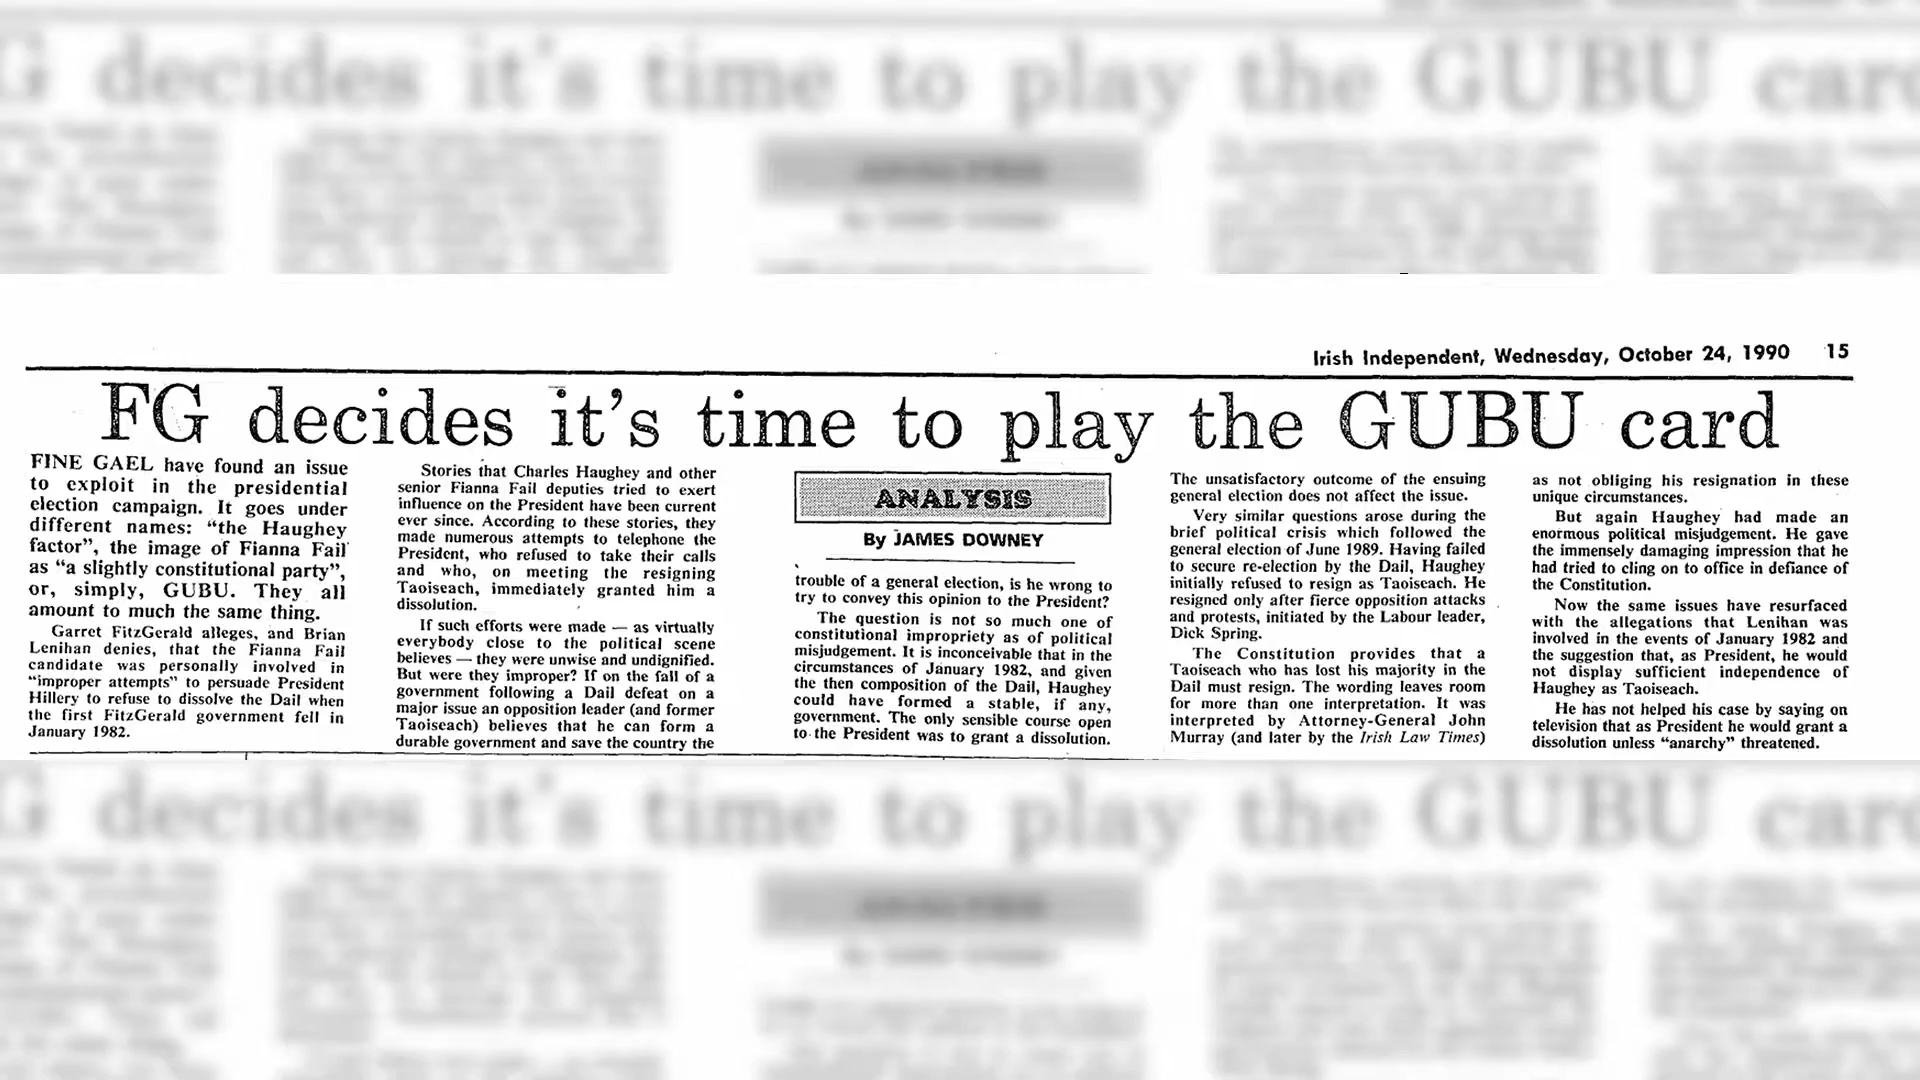 Irish Independent, Wednesday, October 24, 1990 15
FG decides it's time to play the GUBU card
FINE GAEL have found an issue
to exploit in the presidential
election campaign. It goes under
different names: "the Haughey
factor", the image of Fianna Fail
as "a slightly constitutional party",
or, simply, GUBU. They all
amount to much the same thing.
Garret FitzGerald alleges, and Brian
Lenihan denies, that the Fianna Fail
candidate was personally involved in
"improper attempts" to persuade President
Hillery to refuse to dissolve the Dail when
the first FitzGerald government fell in
January 1982.
Stories that Charles Haughey and other
senior Fianna Fail deputies tried to exert
influence on the President have been current
ever since. According to these stories, they
made numerous attempts to telephone the
President, who refused to take their calls
and who, on meeting the resigning
Taoiseach, immediately granted him a
dissolution.
If such efforts were made — as virtually
everybody close to the political scene
believes — they were unwise and undignified.
But were they improper? If on the fall of a
government following a Dail defeat on a
major issue an opposition leader (and former
Taoiseach) believes that he can form a
durable government and save the country the
ANALYSIS
By JAMES DOWNEY
trouble of a general election, is he wrong to
try to convey this opinion to the President?
The question is not so much one of
constitutional impropriety as of political
misjudgement. It is inconceivable that in the
circumstances of January 1982, and given
the then composition of the Dail, Haughey
could have formed a stable, if any,
government. The only sensible course open
to the President was to grant a dissolution.
The unsatisfactory outcome of the ensuing
general election does not affect the issue.
Very similar questions arose during the
brief political crisis which followed the
general election of June 1989. Having failed
to secure re-election by the Dail, Haughey
initially refused to resign as Taoiseach. He
resigned only after fierce opposition attacks
and protests, initiated by the Labour leader,
Dick Spring.
The Constitution provides that a
Taoiseach who has lost his majority in the
Dail must resign. The wording leaves room
for more than one interpretation. It was
interpreted by Attorney-General John
Murray (and later by the Irish Law Times)
as not obliging his resignation in these
unique circumstances.
But again Haughey had made an
enormous political misjudgement. He gave
the immensely damaging impression that he
had tried to cling on to office in defiance of
the Constitution.
Now the same issues have resurfaced
with the allegations that Lenihan was
involved in the events of January 1982 and
the suggestion that, as President, he would
not display sufficient independence of
Haughey as Taoiseach.
He has not helped his case by saying on
television that as President he would grant a
dissolution unless "anarchy" threatened.